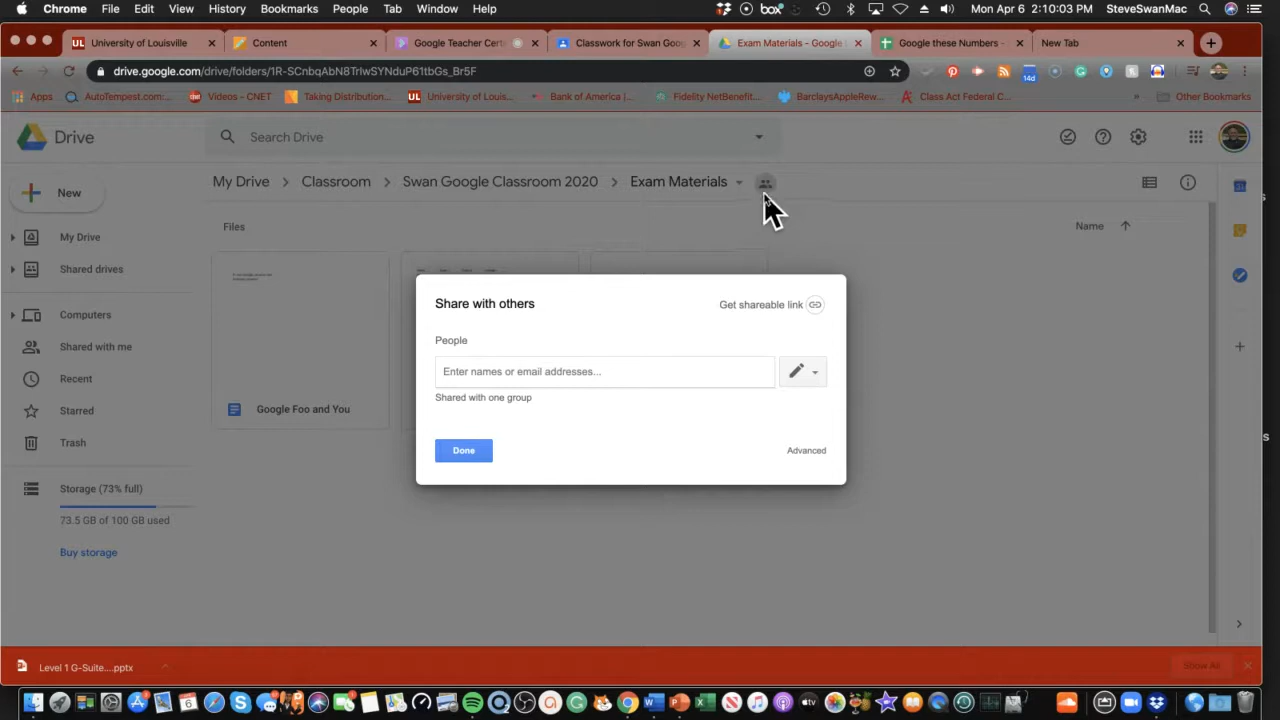 Chrome File Edit View History Bookmarks People Tab Window Help box Mon Apr 6 2:10:03 PM SteveSwanMac
University of Louisville Content Google Teacher Cert Classwork for Swan Goog Exam Materials - Google Google these Numbers - New Tab
drive.google.com/drive/folders/1R-SCnbqAbN8TrIwSYNduP61tbGs_Br5F
14d
Apps AutoTempest.com:... Videos - CNET Taking Distribution... UL University of Louis... Bank of America |... Fidelity NetBenefit... BarclaysAppleRew... Class Act Federal C... » Other Bookmarks
Drive
Search Drive
New
My Drive Classroom Swan Google Classroom 2020 Exam Materials
Files
Name
My Drive
Shared drives
Computers
Shared with me
Recent
Starred
Trash
Storage (73% full)
73.5 GB of 100 GB used
Buy storage
Google Foo and You
Share with others
Get shareable link
People
Enter names or email addresses...
Shared with one group
Done
Advanced
Level 1 G-Suite....pptx
Show All